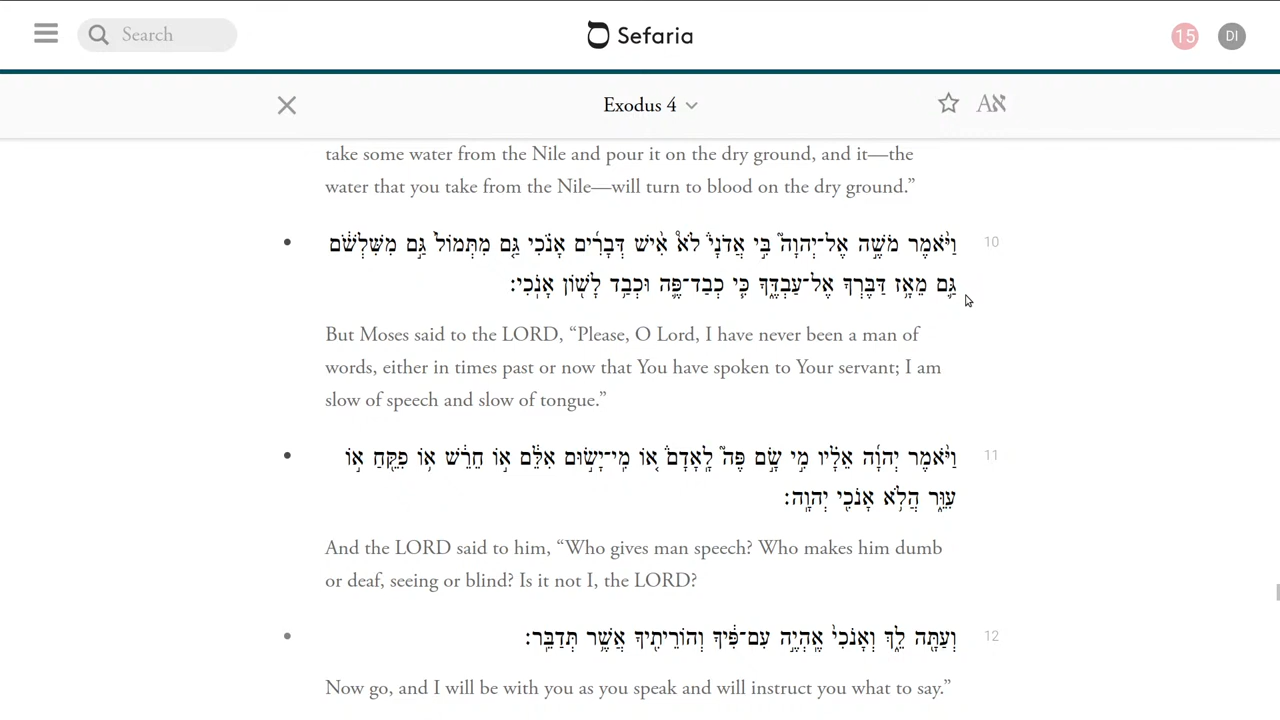 Search
Sefaria
15
DI
Exodus 4
take some water from the Nile and pour it on the dry ground, and it—the
water that you take from the Nile—will turn to blood on the dry ground.”
וַיֹּ֨אמֶר מֹשֶׁ֣ה אֶל־יְהוָה֮ בִּ֣י אֲדֹנָי֒ לֹא֩ אִ֨ישׁ דְּבָרִ֜ים אָנֹ֗כִי גַּ֤ם מִתְּמוֹל֙ גַּ֣ם מִשִּׁלְשֹׁ֔ם
10
גַּ֛ם מֵאָ֥ז דַּבֶּרְךָ אֶל־עַבְדֶּ֑ךָ כִּ֧י כְבַד־פֶּ֛ה וּכְבַ֥ד לָשׁ֖וֹן אָנֹֽכִי׃
But Moses said to the LORD, “Please, O Lord, I have never been a man of
words, either in times past or now that You have spoken to Your servant; I am
slow of speech and slow of tongue.”
וַיֹּ֨אמֶר יְהוָ֜ה אֵלָ֗יו מִ֣י שָׂ֣ם פֶּה֮ לָֽאָדָם֒ א֚וֹ מִֽי־יָשׂ֣וּם אִלֵּ֔ם א֣וֹ חֵרֵ֔שׁ א֥וֹ פִקֵּ֖חַ א֣וֹ
11
עִוֵּ֑ר הֲלֹ֥א אָנֹכִ֖י יְהוָֽה׃
And the LORD said to him, “Who gives man speech? Who makes him dumb
or deaf, seeing or blind? Is it not I, the LORD?
וְעַתָּ֖ה לֵ֑ךְ וְאָנֹכִי֙ אֶֽהְיֶ֣ה עִם־פִּ֔יךָ וְהוֹרֵיתִ֖יךָ אֲשֶׁ֥ר תְּדַבֵּֽר׃
12
Now go, and I will be with you as you speak and will instruct you what to say.”